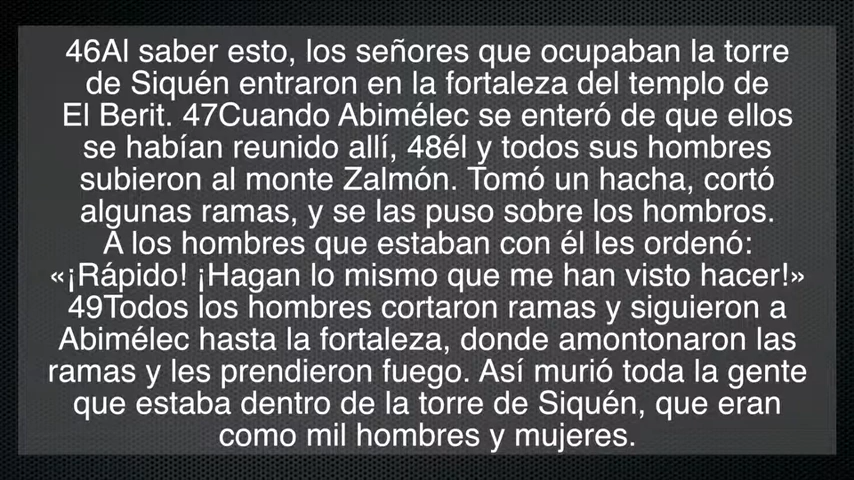 46Al saber esto, los señores que ocupaban la torre
de Siquén entraron en la fortaleza del templo de
El Berit. 47Cuando Abimélec se enteró de que ellos
se habían reunido allí, 48él y todos sus hombres
subieron al monte Zalmón. Tomó un hacha, cortó
algunas ramas, y se las puso sobre los hombros.
A los hombres que estaban con él les ordenó:
«¡Rápido! ¡Hagan lo mismo que me han visto hacer!»
49Todos los hombres cortaron ramas y siguieron a
Abimélec hasta la fortaleza, donde amontonaron las
ramas y les prendieron fuego. Así murió toda la gente
que estaba dentro de la torre de Siquén, que eran
como mil hombres y mujeres.